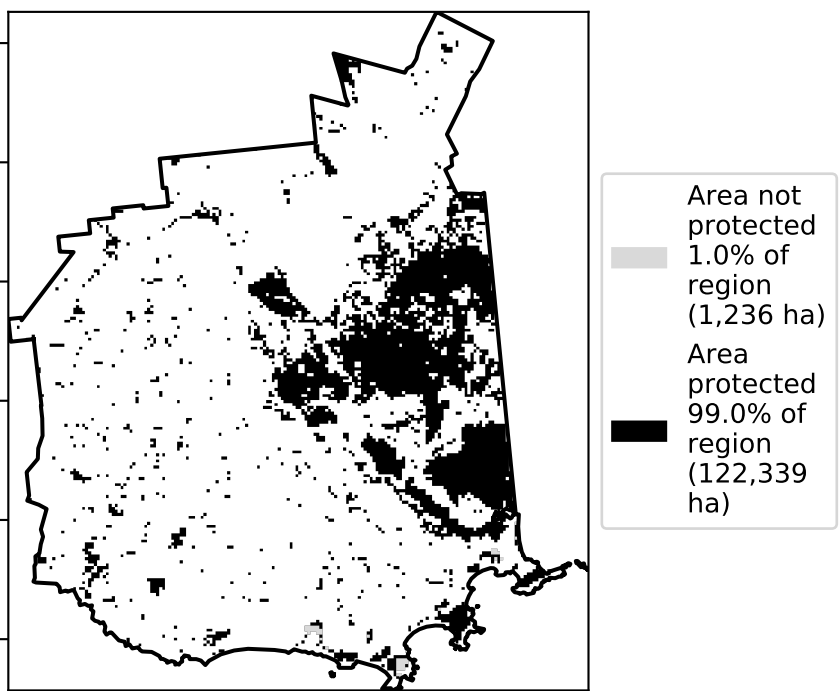 Area not
protected
1.0% of
region
(1,236 ha)
Area
protected
99.0% of
region
(122,339
ha)